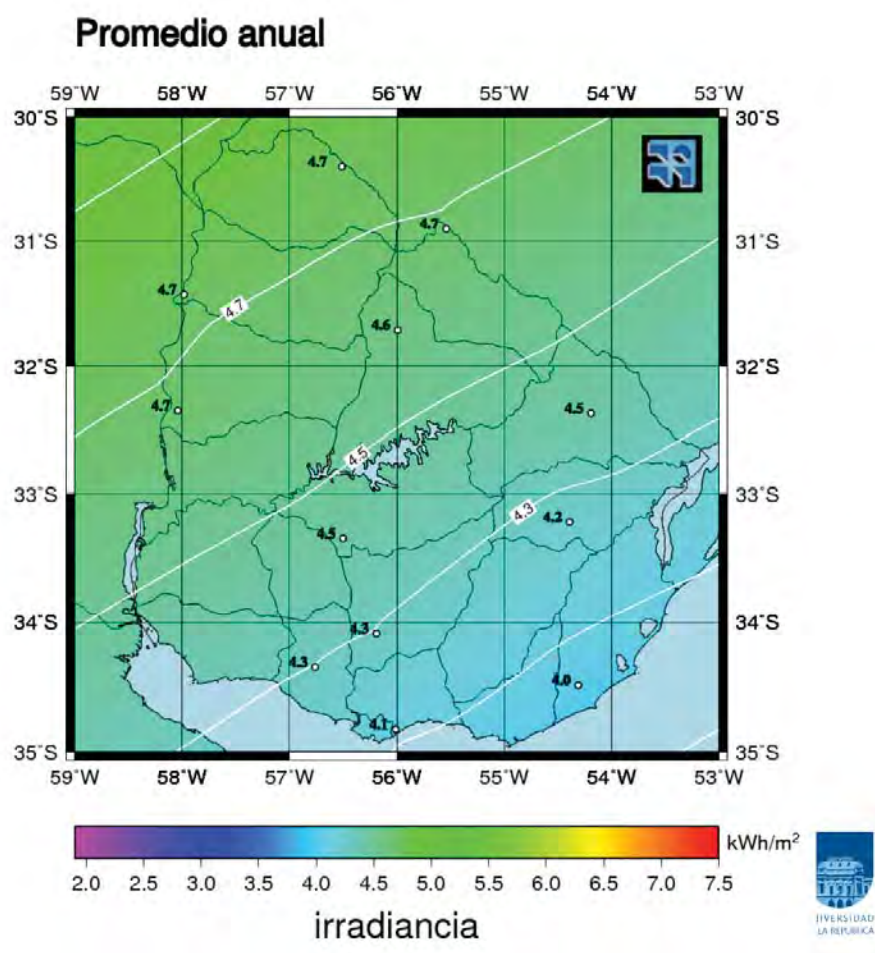 Promedio anual
59°W 58°W 57°W 56°W 55°W 54°W 53°W
30°S 30°S
4.7
31°S 31°S
4.7
4.7
4.7
4.6
32°S 32°S
4.7
4.5
4.5
33°S 33°S
4.3
4.2
4.5
34°S 34°S
4.3
4.3
4.0
4.1
35°S 35°S
59°W 58°W 57°W 56°W 55°W 54°W 53°W
kWh/m²
2.0 2.5 3.0 3.5 4.0 4.5 5.0 5.5 6.0 6.5 7.0 7.5
irradiancia
IVERSIDAD
LA REPUBLICA